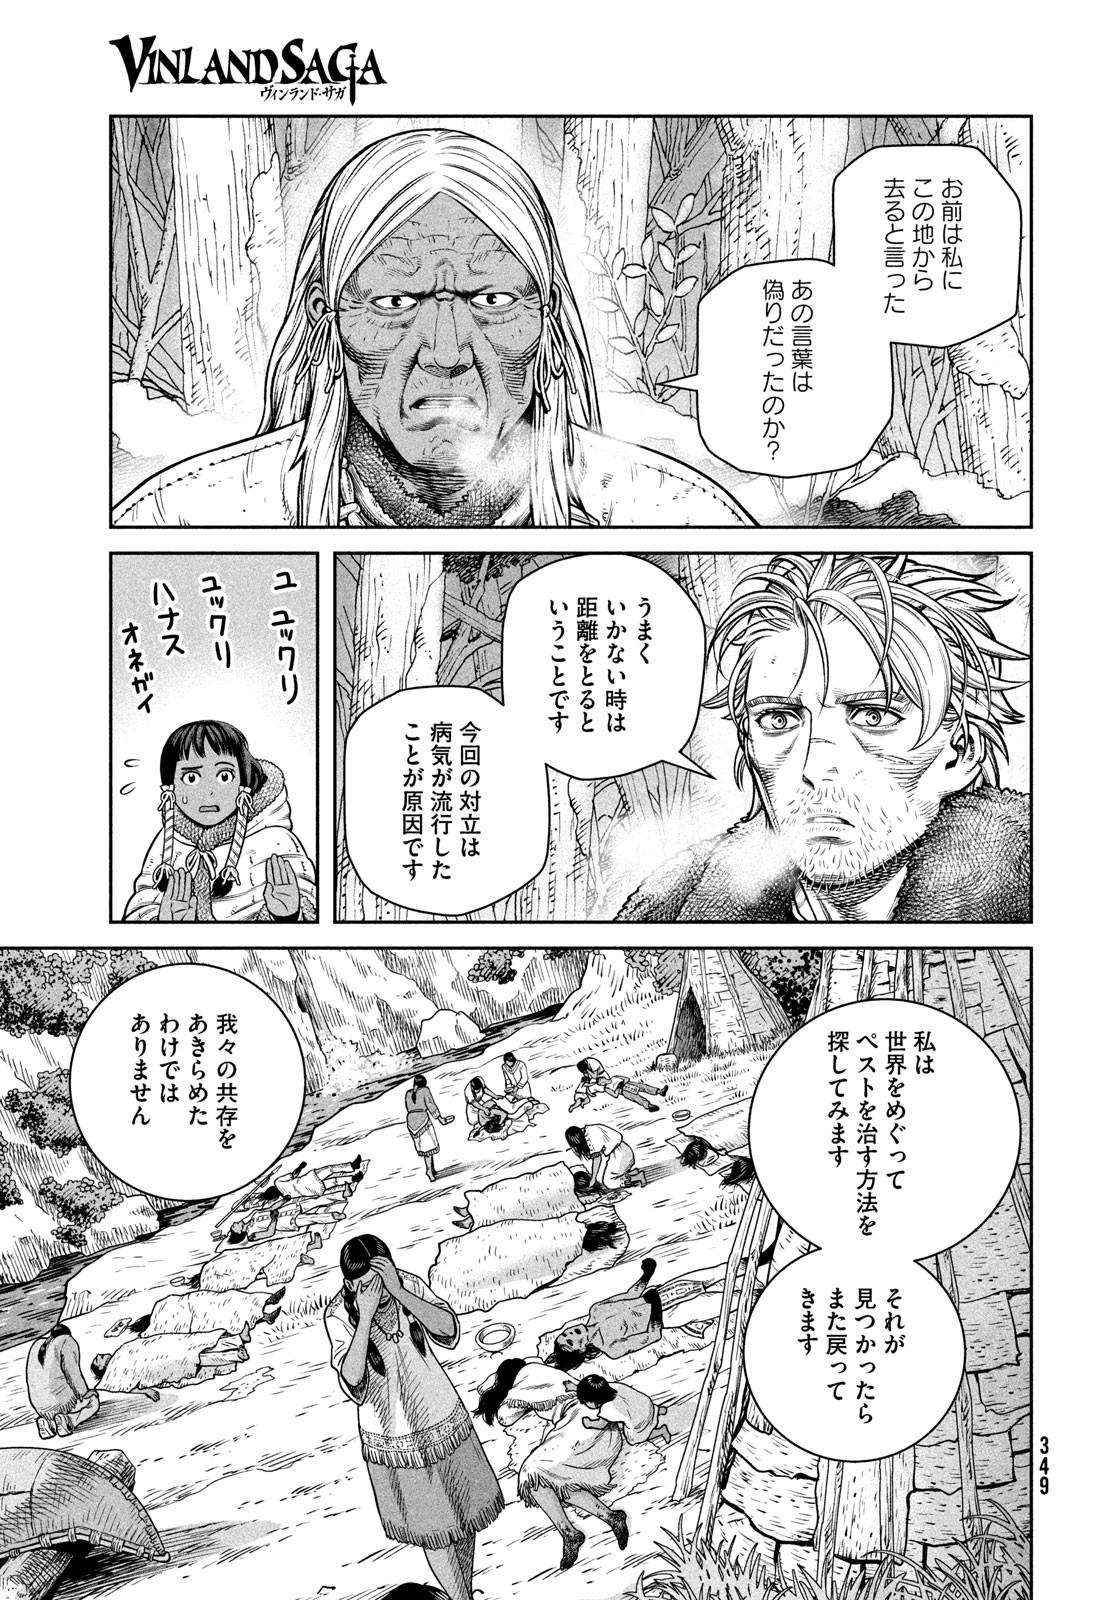 VINLAND SAGA
ヴィンランド・サガ
お前は私に
この地から
去ると言った
あの言葉は
偽りだったのか?
うまく
いかない時は
距離をとると
いうことです
今回の対立は
病気が流行した
ことが原因です
ユ ユックリ
ユックリ
ハナス
オネガイ
私は
世界をめぐって
ペストを治す方法を
探してみます
それが
見つかったら
また戻って
きます
我々の共存を
あきらめた
わけでは
ありません
349